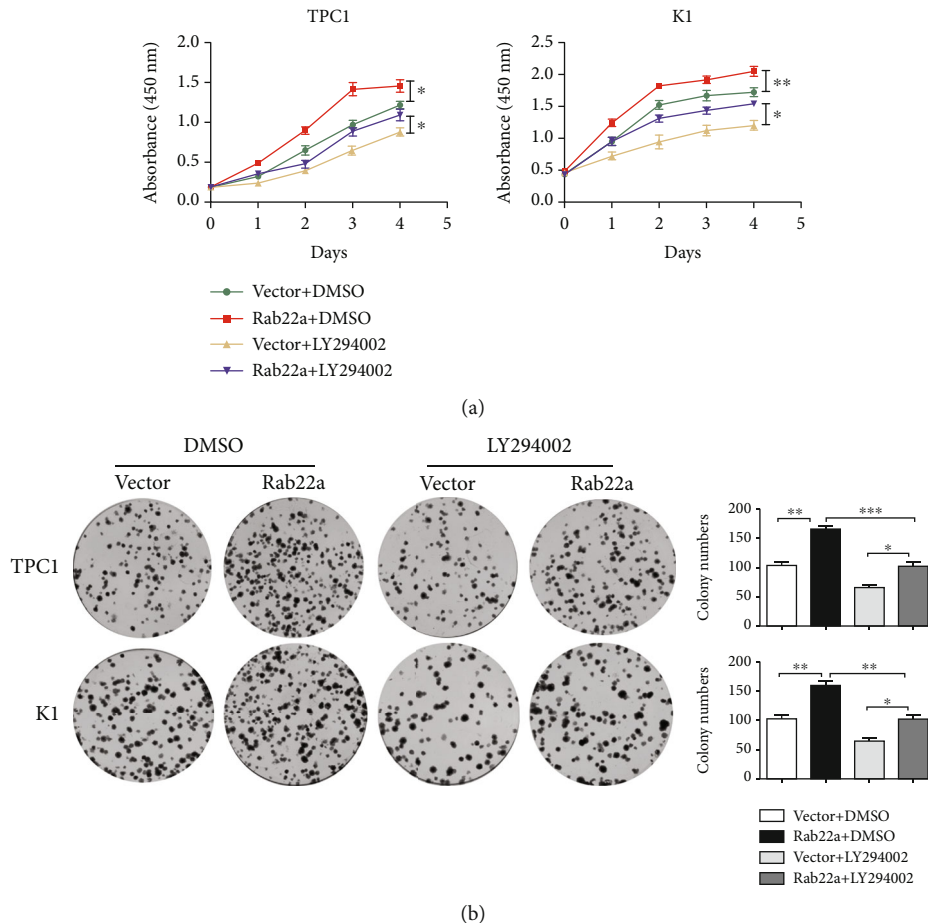 TPC1
Absorbance (450 nm)
2.0
1.5
1.0
0.5
0.0
0 1 2 3 4 5
Days
*
*
K1
Absorbance (450 nm)
2.5
2.0
1.5
1.0
0.5
0.0
0 1 2 3 4 5
Days
**
*
Vector+DMSO
Rab22a+DMSO
Vector+LY294002
Rab22a+LY294002
(a)
DMSO LY294002
Vector Rab22a Vector Rab22a
TPC1
K1
Colony numbers
200
150
100
50
0
** ***
*
Colony numbers
200
150
100
50
0
** **
*
Vector+DMSO
Rab22a+DMSO
Vector+LY294002
Rab22a+LY294002
(b)